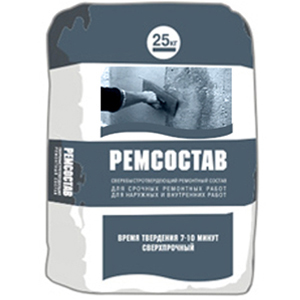 25кг
РЕМСОСТАВ
СВЕРХБЫСТРОТВЕРДЕЮЩИЙ РЕМОНТНЫЙ СОСТАВ
ДЛЯ СРОЧНЫХ РЕМОНТНЫХ РАБОТ
ДЛЯ НАРУЖНЫХ И ВНУТРЕННИХ РАБОТ
ВРЕМЯ ТВЕРДЕНИЯ 7-10 МИНУТ
СВЕРХПРОЧНЫЙ
РЕМСОСТАВ